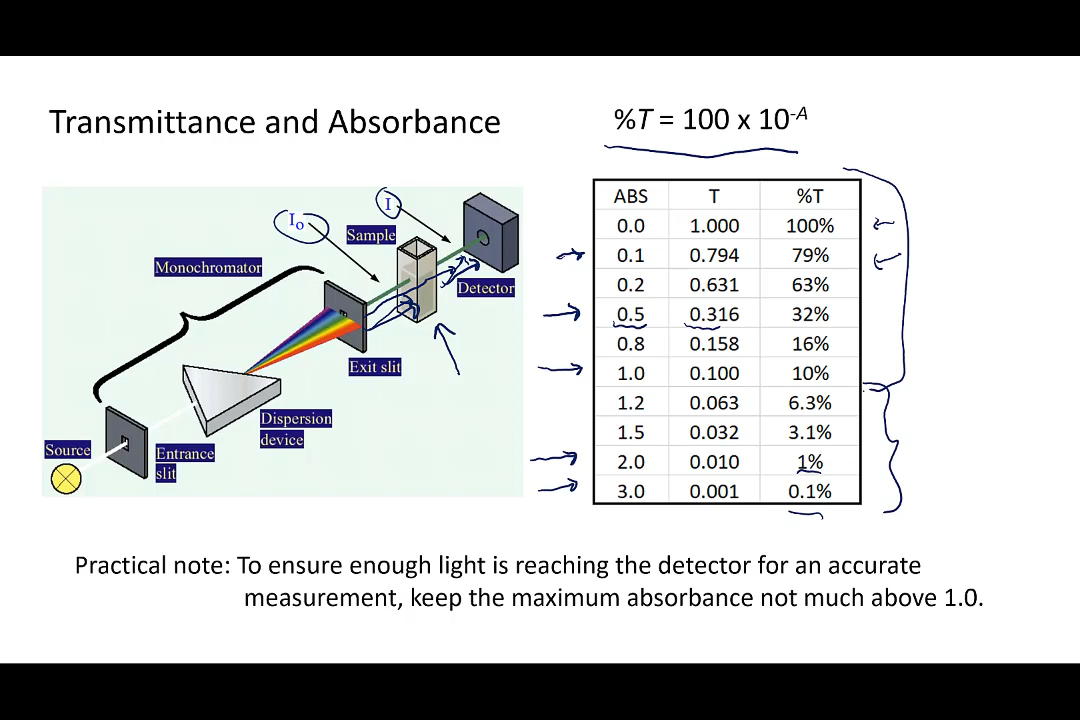 Transmittance and Absorbance
%T = 100 x 10-A
I₀
I
Sample
Monochromator
Detector
Exit slit
Dispersion
device
Source
Entrance
slit
ABS T %T
0.0 1.000 100%
0.1 0.794 79%
0.2 0.631 63%
0.5 0.316 32%
0.8 0.158 16%
1.0 0.100 10%
1.2 0.063 6.3%
1.5 0.032 3.1%
2.0 0.010 1%
3.0 0.001 0.1%
Practical note: To ensure enough light is reaching the detector for an accurate
measurement, keep the maximum absorbance not much above 1.0.